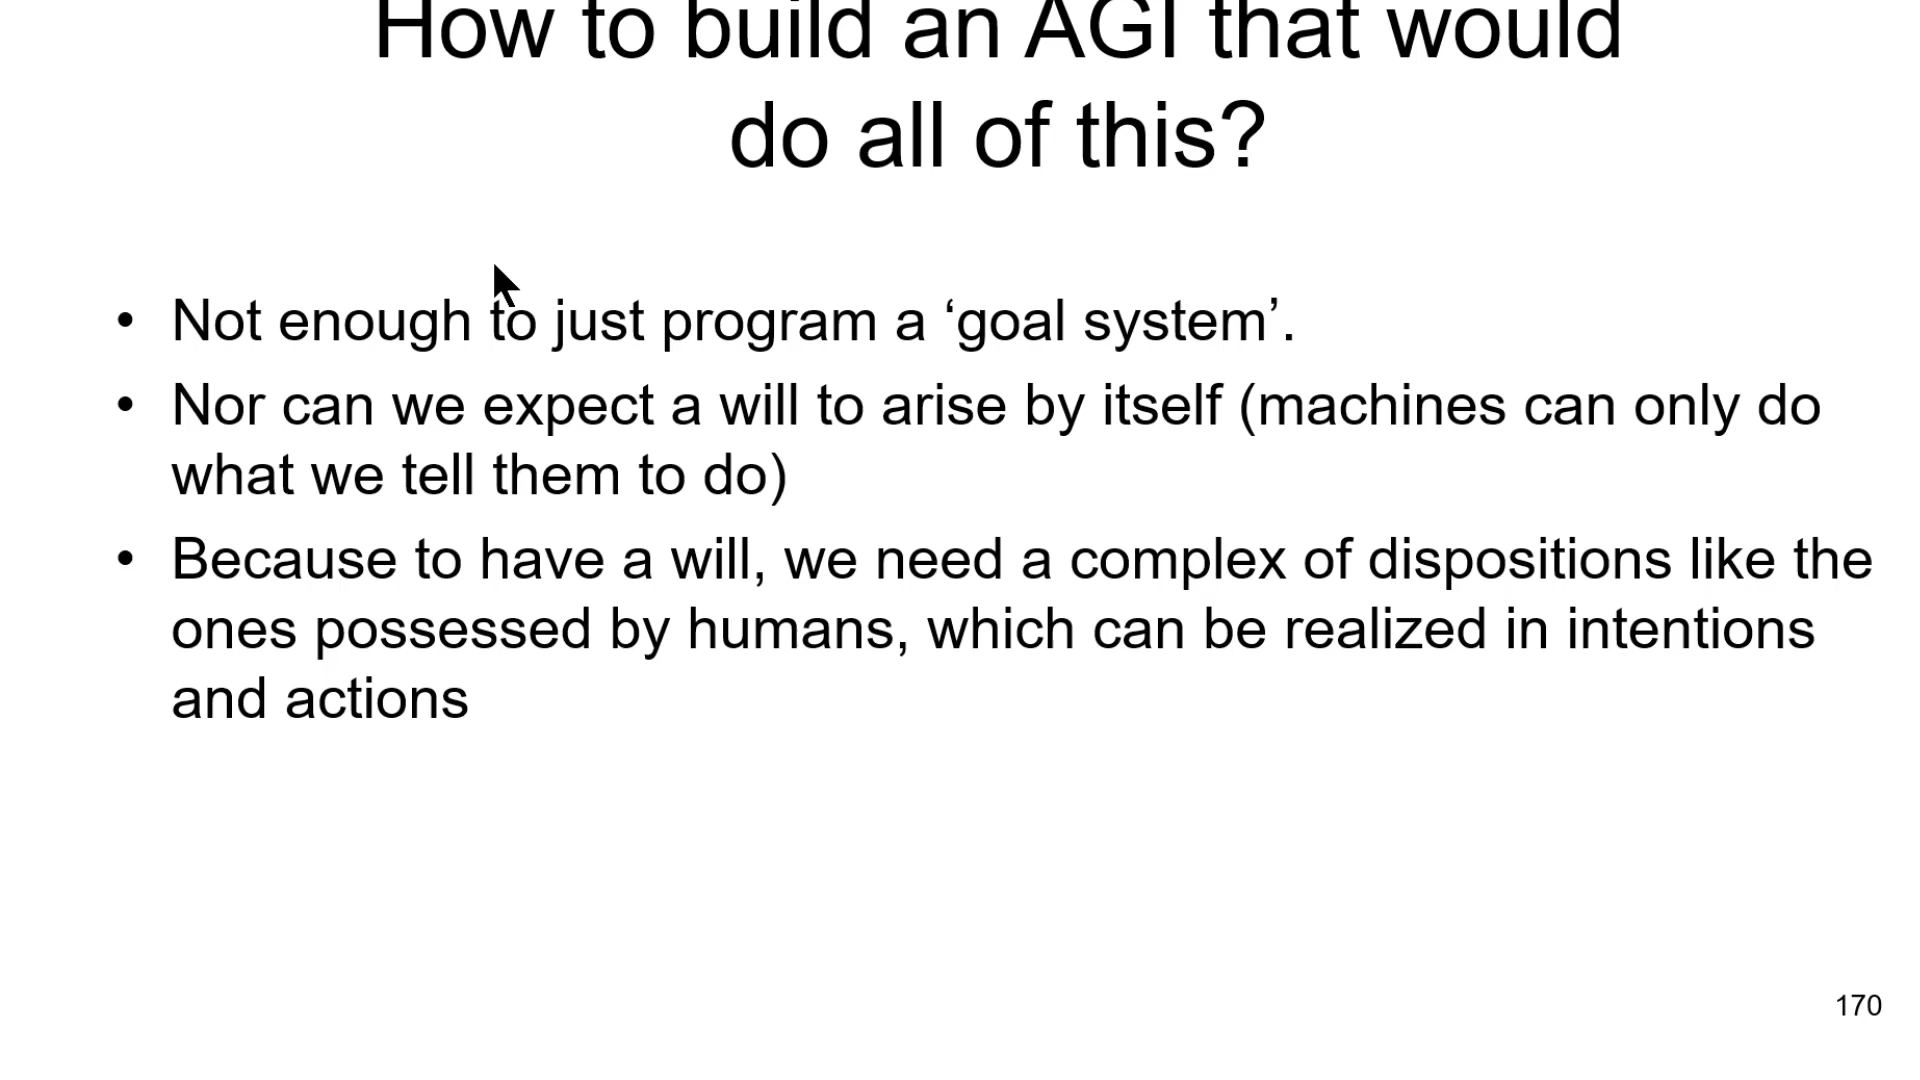 How to build an AGI that would
do all of this?
• Not enough to just program a ‘goal system’.
• Nor can we expect a will to arise by itself (machines can only do
what we tell them to do)
• Because to have a will, we need a complex of dispositions like the
ones possessed by humans, which can be realized in intentions
and actions
170